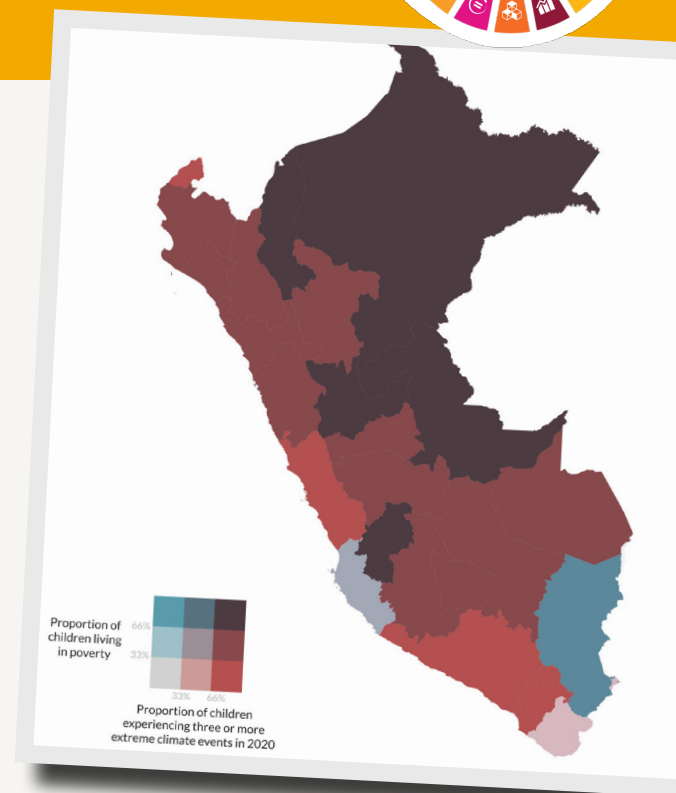 Proportion of
children living
in poverty
66%
33%
33% 66%
Proportion of children
experiencing three or more
extreme climate events in 2020